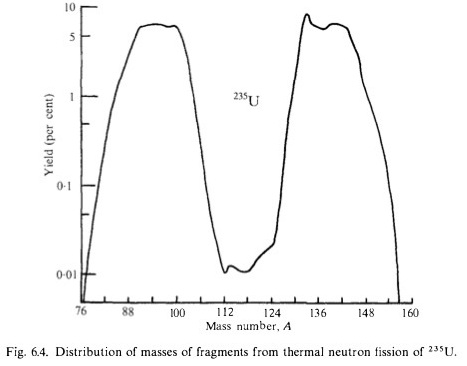 10
5
1
0·1
0·01
Yield (per cent)
²³⁵U
76 88 100 112 124 136 148 160
Mass number, A
Fig. 6.4. Distribution of masses of fragments from thermal neutron fission of ²³⁵U.